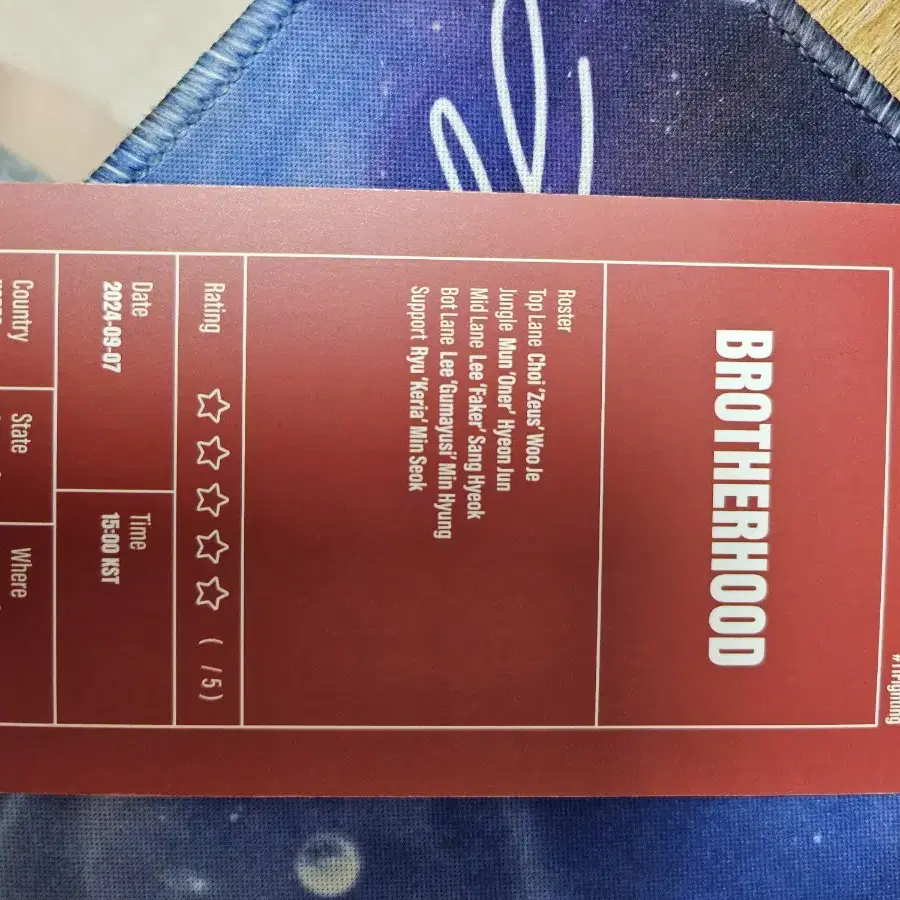 BROTHERHOOD
Roster
Top Lane Choi 'Zeus' Woo Je
Jungle Mun 'Oner' Hyeon Jun
Mid Lane Lee 'Faker' Sang Hyeok
Bot Lane Lee 'Gumayusi' Min Hyung
Support Ryu 'Keria' Min Seok
Rating ☆☆☆☆☆ ( / 5 )
Date
2024-09-07
Time
15:00 KST
Country
State
Where